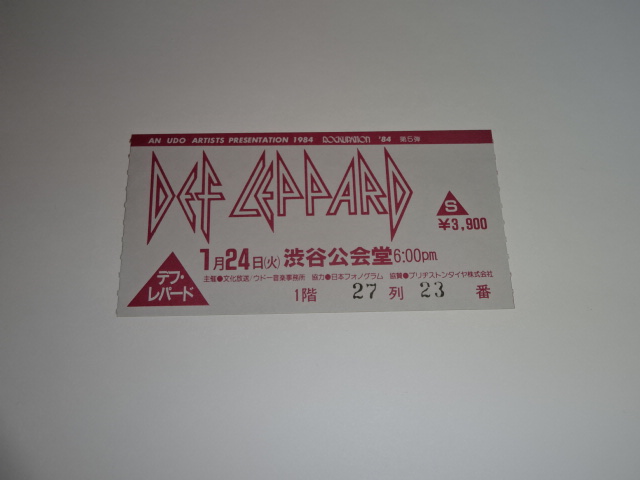 AN UDO ARTISTS PRESENTATION 1984 ROCKUPATION '84 第5弾
DEF LEPPARD
S
¥3,900
1月24日(火) 渋谷公会堂 6:00pm
デフ・
レパード
主催●文化放送/ウドー音楽事務所 協力●日本フォノグラム 協賛●ブリヂストンタイヤ株式会社
1階 27 列 23 番